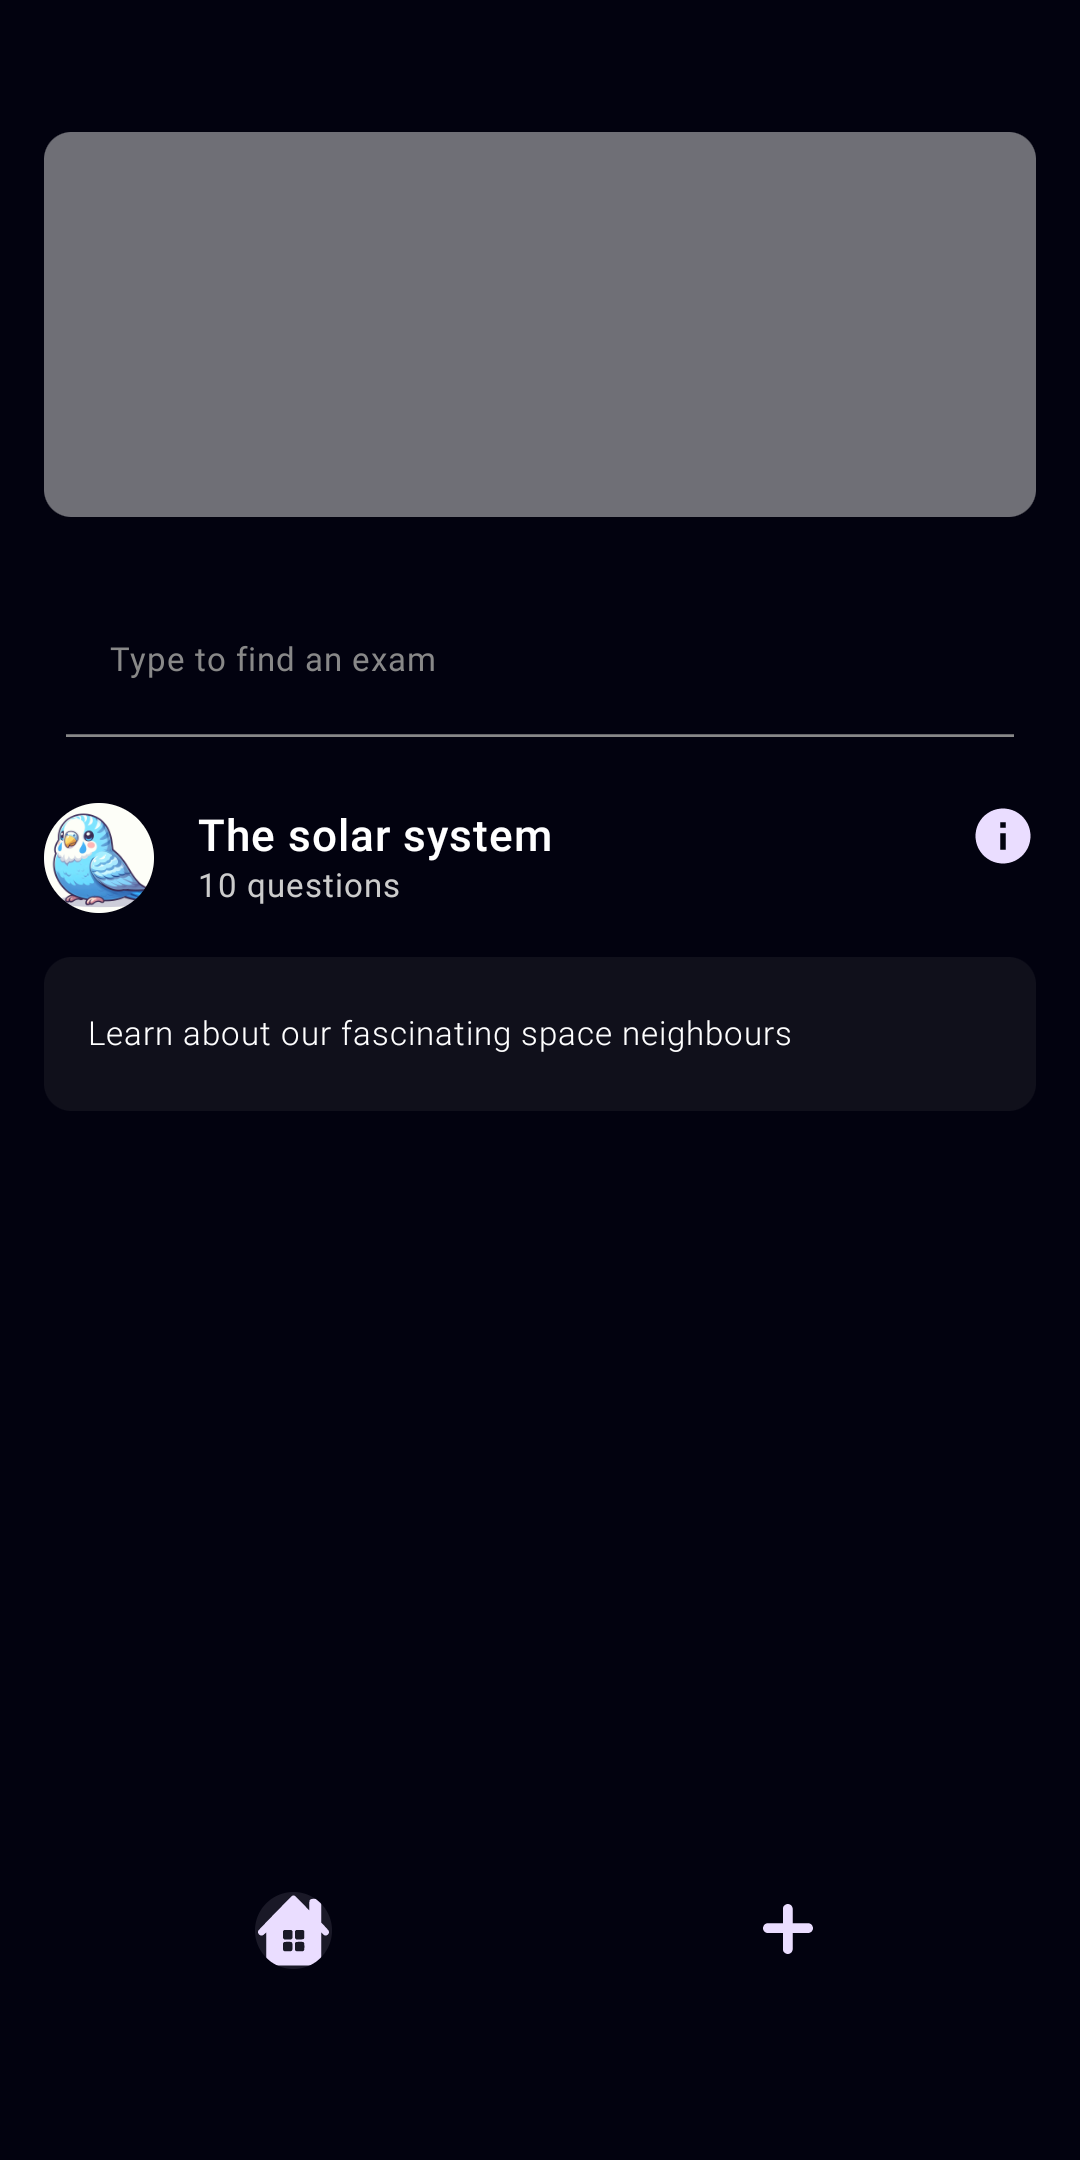 Type to find an exam
The solar system
10 questions
Learn about our fascinating space neighbours